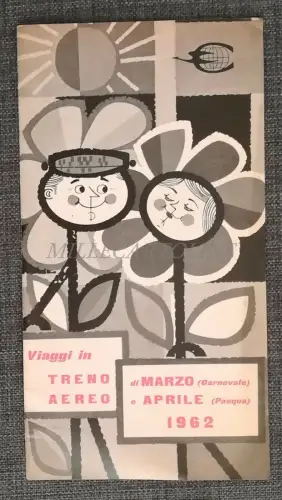 Viaggi in
TRENO
AEREO
di MARZO (Carnevale)
e APRILE (Pasqua)
1962